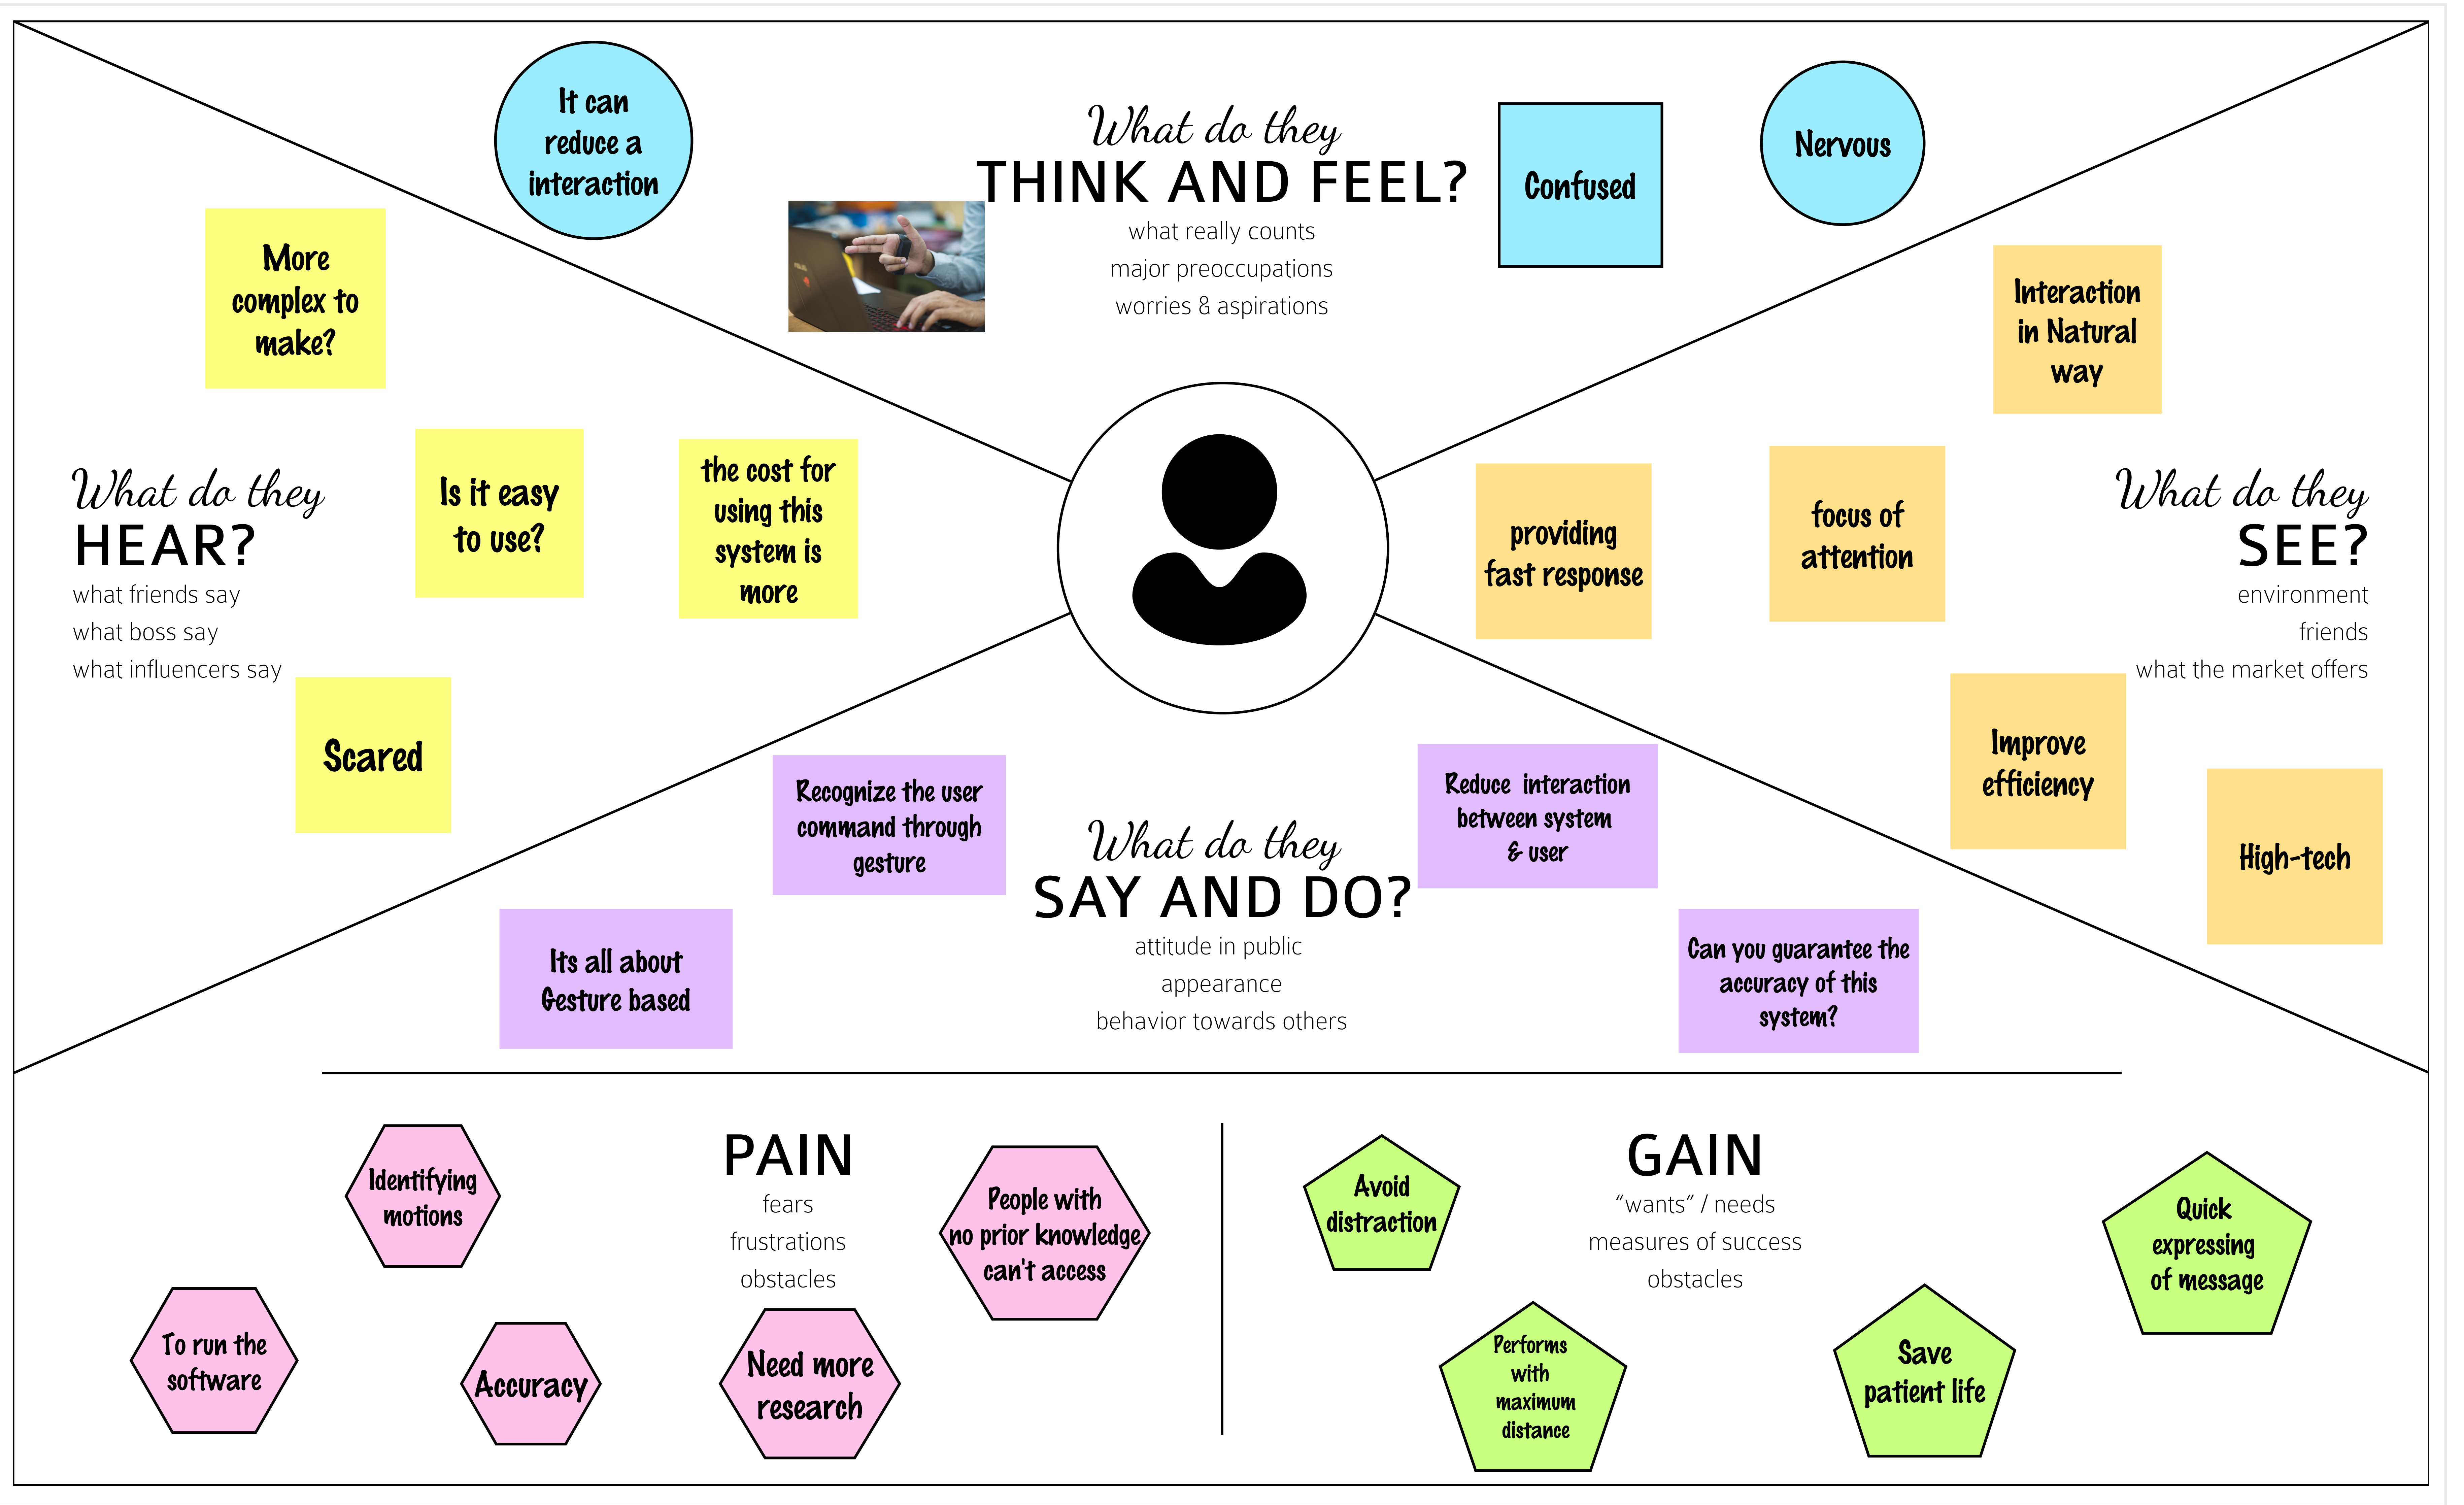 It can
reduce a
interaction
What do they
THINK AND FEEL?
what really counts
major preoccupations
worries & aspirations
Confused
Nervous
More
complex to
make?
What do they
HEAR?
what friends say
what boss say
what influencers say
Is it easy
to use?
the cost for
using this
system is
more
Scared
Interaction
in Natural
way
providing
fast response
focus of
attention
What do they
SEE?
environment
friends
what the market offers
Improve
efficiency
High-tech
Recognize the user
command through
gesture
Its all about
Gesture based
What do they
SAY AND DO?
attitude in public
appearance
behavior towards others
Reduce interaction
between system
& user
Can you guarantee the
accuracy of this
system?
PAIN
fears
frustrations
obstacles
Identifying
motions
People with
no prior knowledge
can't access
To run the
software
Accuracy
Need more
research
GAIN
“wants” / needs
measures of success
obstacles
Avoid
distraction
Quick
expressing
of message
Performs
with
maximum
distance
Save
patient life